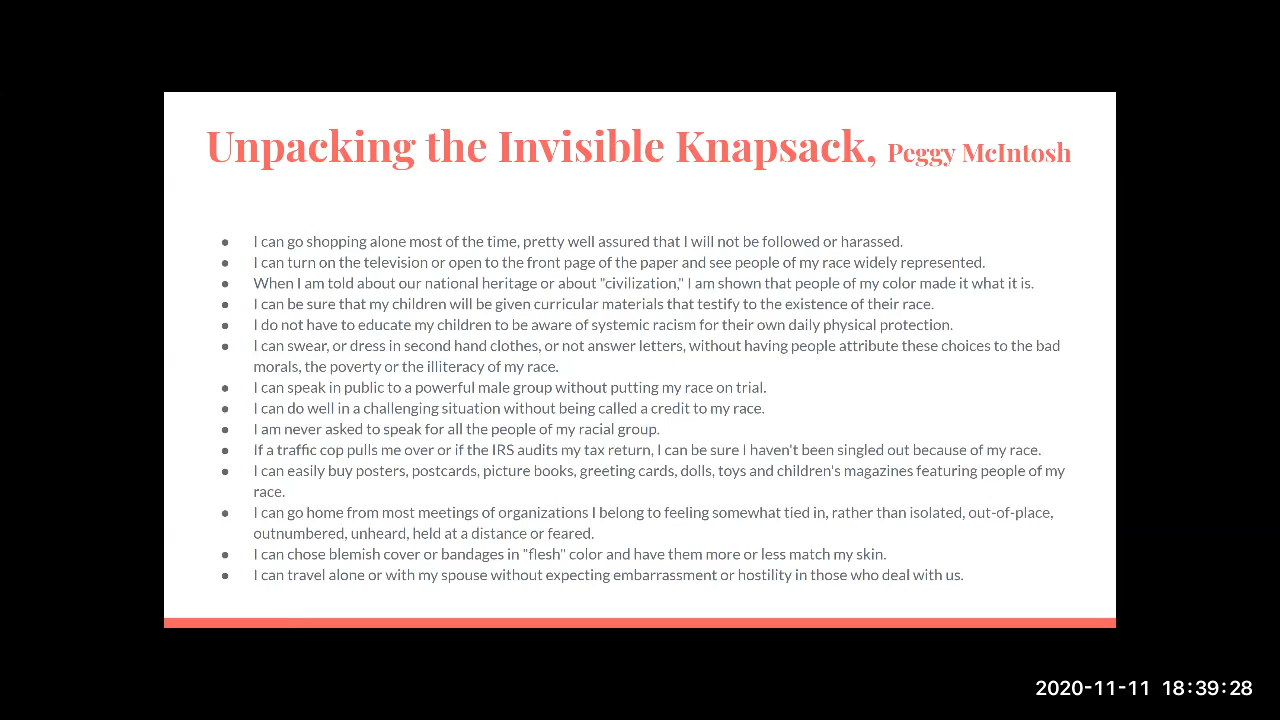 Unpacking the Invisible Knapsack, Peggy McIntosh
● I can go shopping alone most of the time, pretty well assured that I will not be followed or harassed.
● I can turn on the television or open to the front page of the paper and see people of my race widely represented.
● When I am told about our national heritage or about "civilization," I am shown that people of my color made it what it is.
● I can be sure that my children will be given curricular materials that testify to the existence of their race.
● I do not have to educate my children to be aware of systemic racism for their own daily physical protection.
● I can swear, or dress in second hand clothes, or not answer letters, without having people attribute these choices to the bad
morals, the poverty or the illiteracy of my race.
● I can speak in public to a powerful male group without putting my race on trial.
● I can do well in a challenging situation without being called a credit to my race.
● I am never asked to speak for all the people of my racial group.
● If a traffic cop pulls me over or if the IRS audits my tax return, I can be sure I haven't been singled out because of my race.
● I can easily buy posters, postcards, picture books, greeting cards, dolls, toys and children's magazines featuring people of my
race.
● I can go home from most meetings of organizations I belong to feeling somewhat tied in, rather than isolated, out-of-place,
outnumbered, unheard, held at a distance or feared.
● I can chose blemish cover or bandages in "flesh" color and have them more or less match my skin.
● I can travel alone or with my spouse without expecting embarrassment or hostility in those who deal with us.
2020-11-11 18:39:28